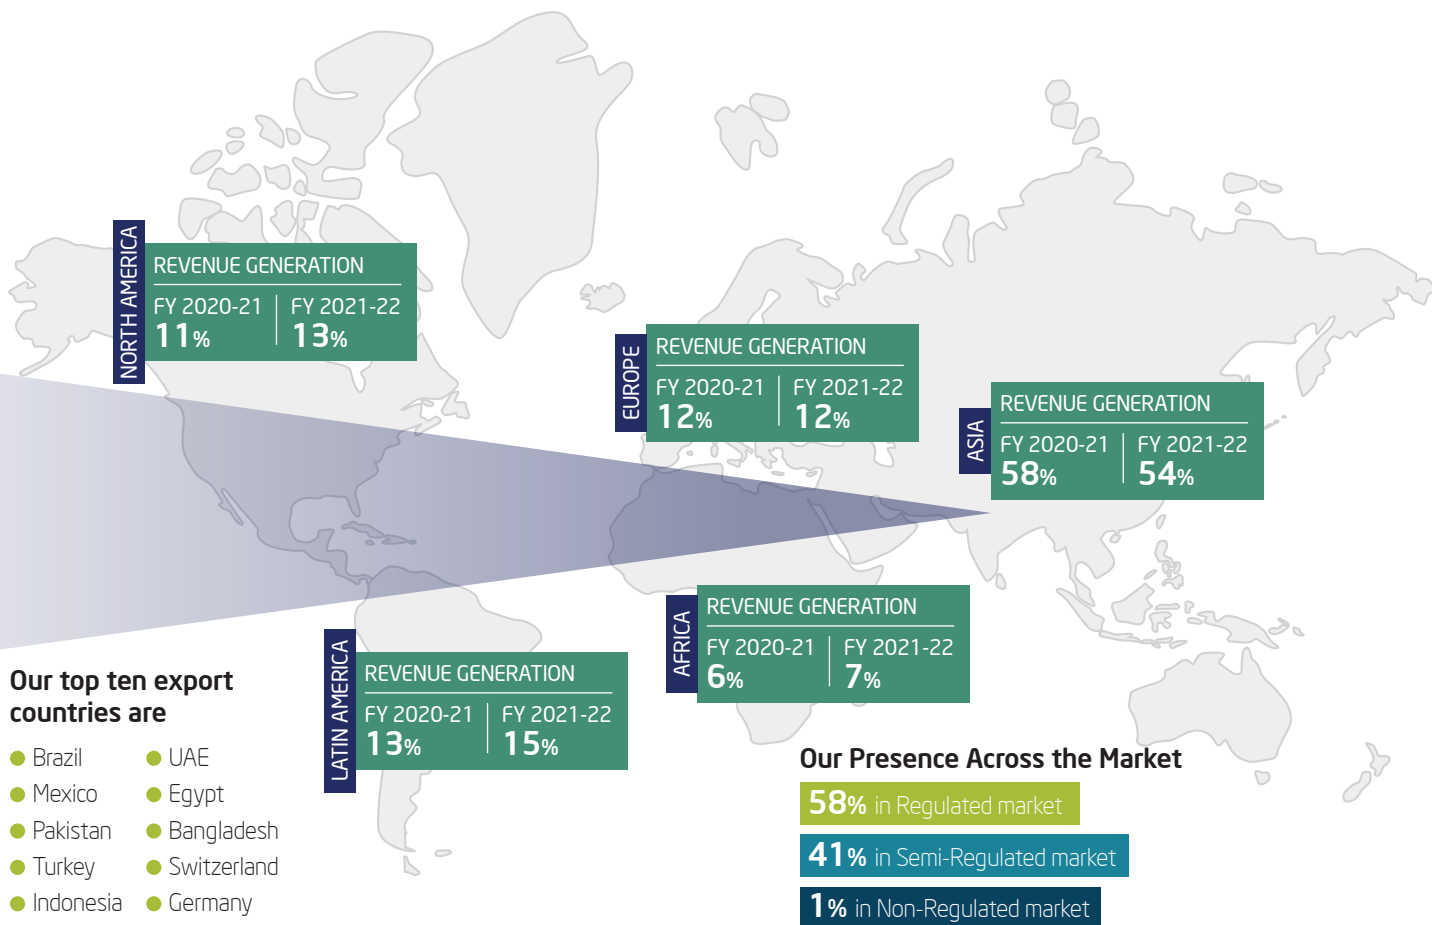 NORTH AMERICA
REVENUE GENERATION
FY 2020-21 FY 2021-22
11% 13%
EUROPE
REVENUE GENERATION
FY 2020-21 FY 2021-22
12% 12%
ASIA
REVENUE GENERATION
FY 2020-21 FY 2021-22
58% 54%
AFRICA
REVENUE GENERATION
FY 2020-21 FY 2021-22
6% 7%
LATIN AMERICA
REVENUE GENERATION
FY 2020-21 FY 2021-22
13% 15%
Our top ten export
countries are
Brazil
Mexico
Pakistan
Turkey
Indonesia
UAE
Egypt
Bangladesh
Switzerland
Germany
Our Presence Across the Market
58% in Regulated market
41% in Semi-Regulated market
1% in Non-Regulated market